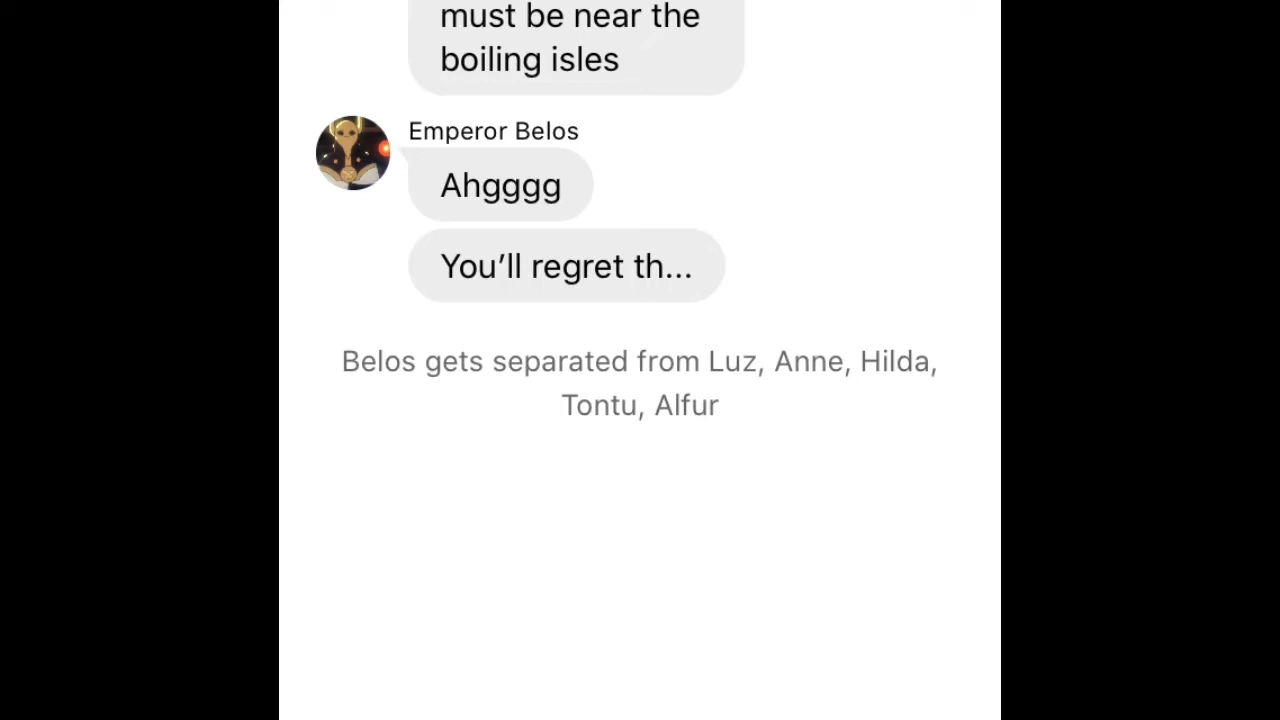 must be near the
boiling isles
Emperor Belos
Ahgggg
You’ll regret th...
Belos gets separated from Luz, Anne, Hilda,
Tontu, Alfur